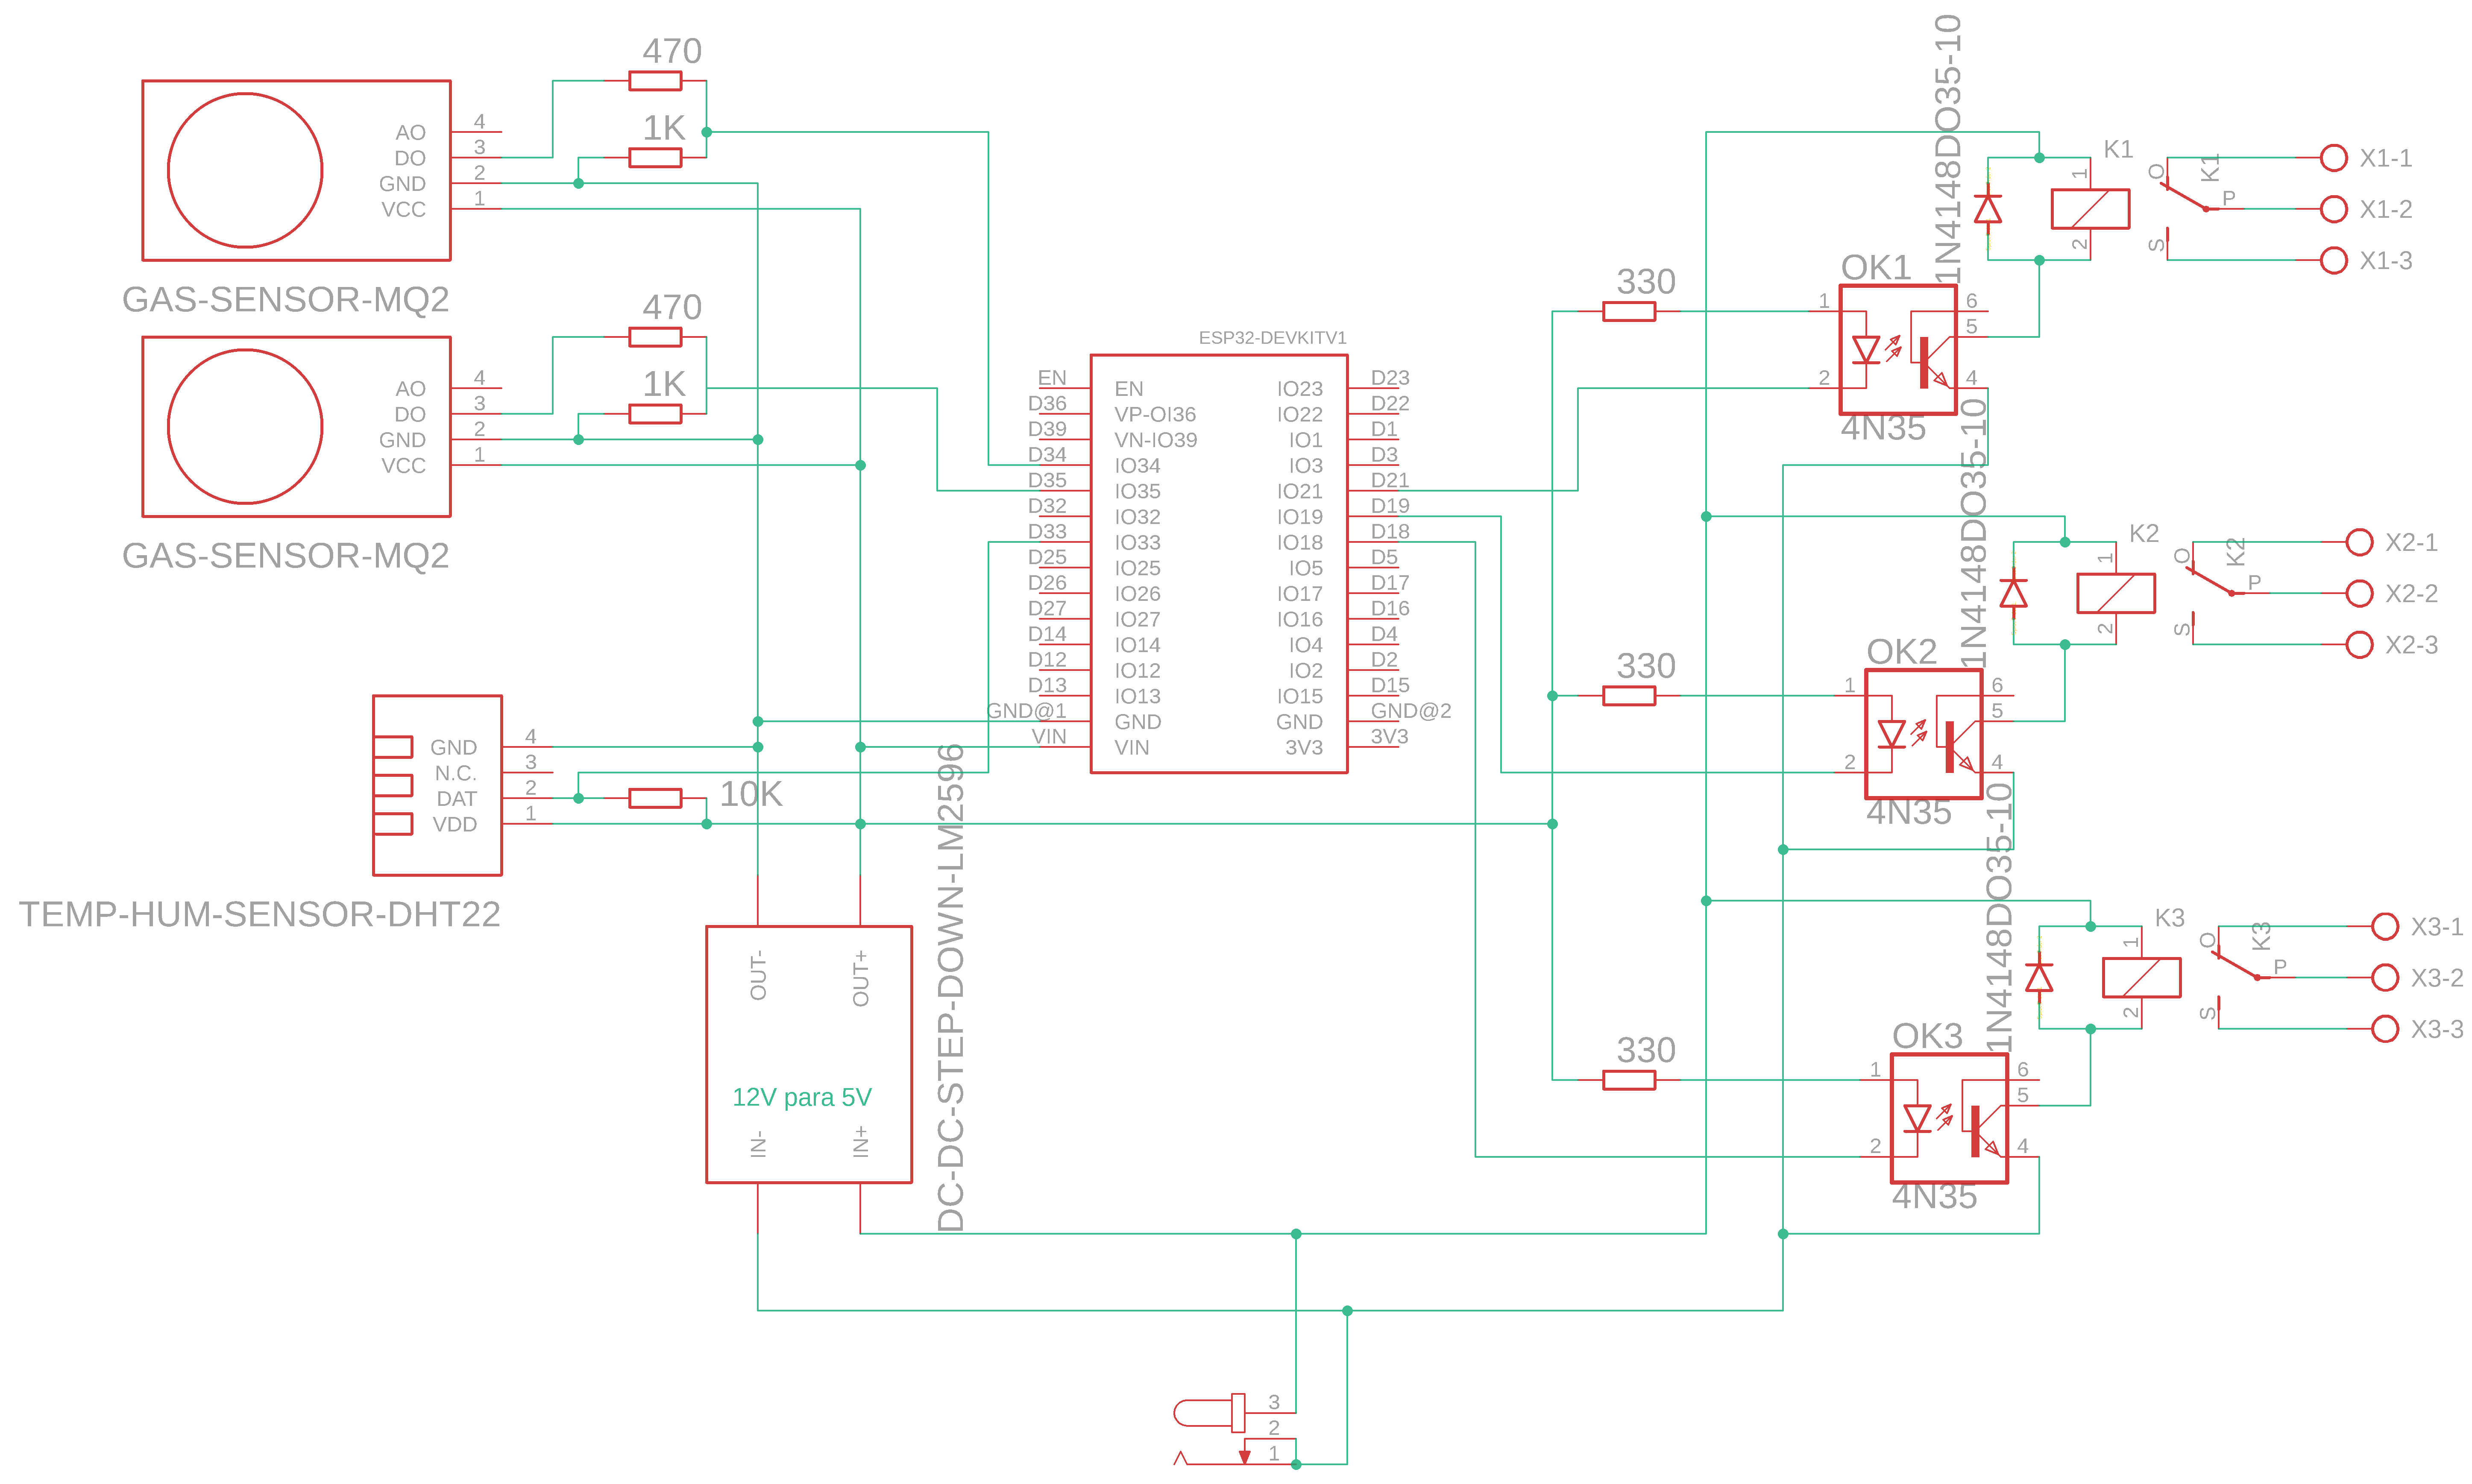 470
1K
AO 4
DO 3
GND 2
VCC 1
GAS-SENSOR-MQ2
470
1K
AO 4
DO 3
GND 2
VCC 1
GAS-SENSOR-MQ2
GND 4
N.C. 3
DAT 2
VDD 1
10K
TEMP-HUM-SENSOR-DHT22
OUT- OUT+
12V para 5V
IN- IN+
DC-DC-STEP-DOWN-LM2596
ESP32-DEVKITV1
EN EN IO23 D23
D36 VP-OI36 IO22 D22
D39 VN-IO39 IO1 D1
D34 IO34 IO3 D3
D35 IO35 IO21 D21
D32 IO32 IO19 D19
D33 IO33 IO18 D18
D25 IO25 IO5 D5
D26 IO26 IO17 D17
D27 IO27 IO16 D16
D14 IO14 IO4 D4
D12 IO12 IO2 D2
D13 IO13 IO15 D15
GND@1 GND GND GND@2
VIN VIN 3V3 3V3
3
2
1
330
OK1
1 6
5
2 4
4N35
1N4148DO35-10
K1
1
2
O K1
P
S
X1-1
X1-2
X1-3
330
OK2
1 6
5
2 4
4N35
1N4148DO35-10
K2
1
2
O K2
P
S
X2-1
X2-2
X2-3
330
OK3
1 6
5
2 4
4N35
1N4148DO35-10
K3
1
2
O K3
P
S
X3-1
X3-2
X3-3